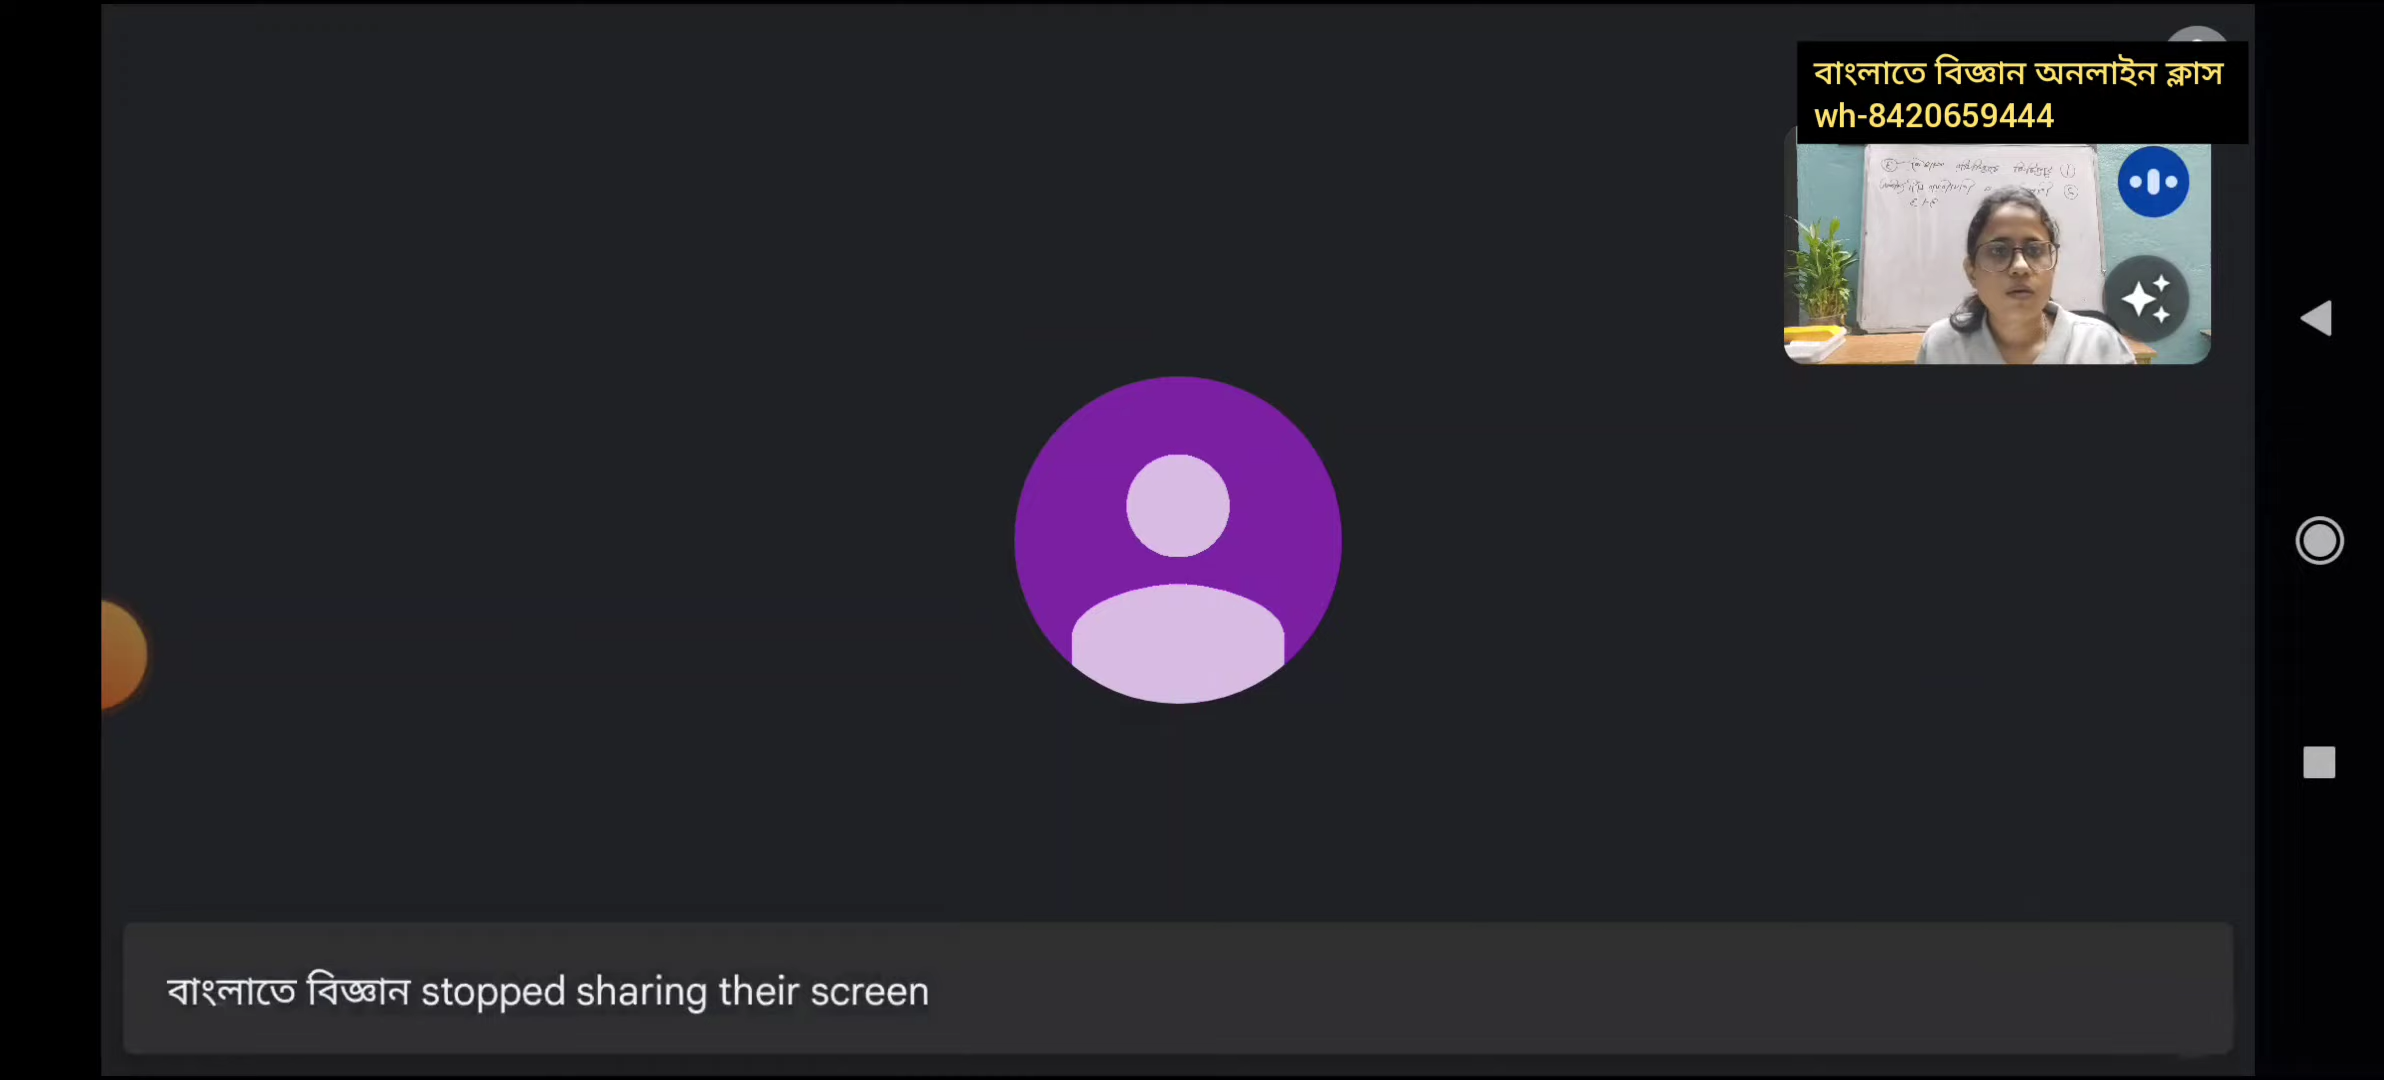 বাংলাতে বিজ্ঞান অনলাইন ক্লাস
wh-8420659444
বাংলাতে বিজ্ঞান stopped sharing their screen